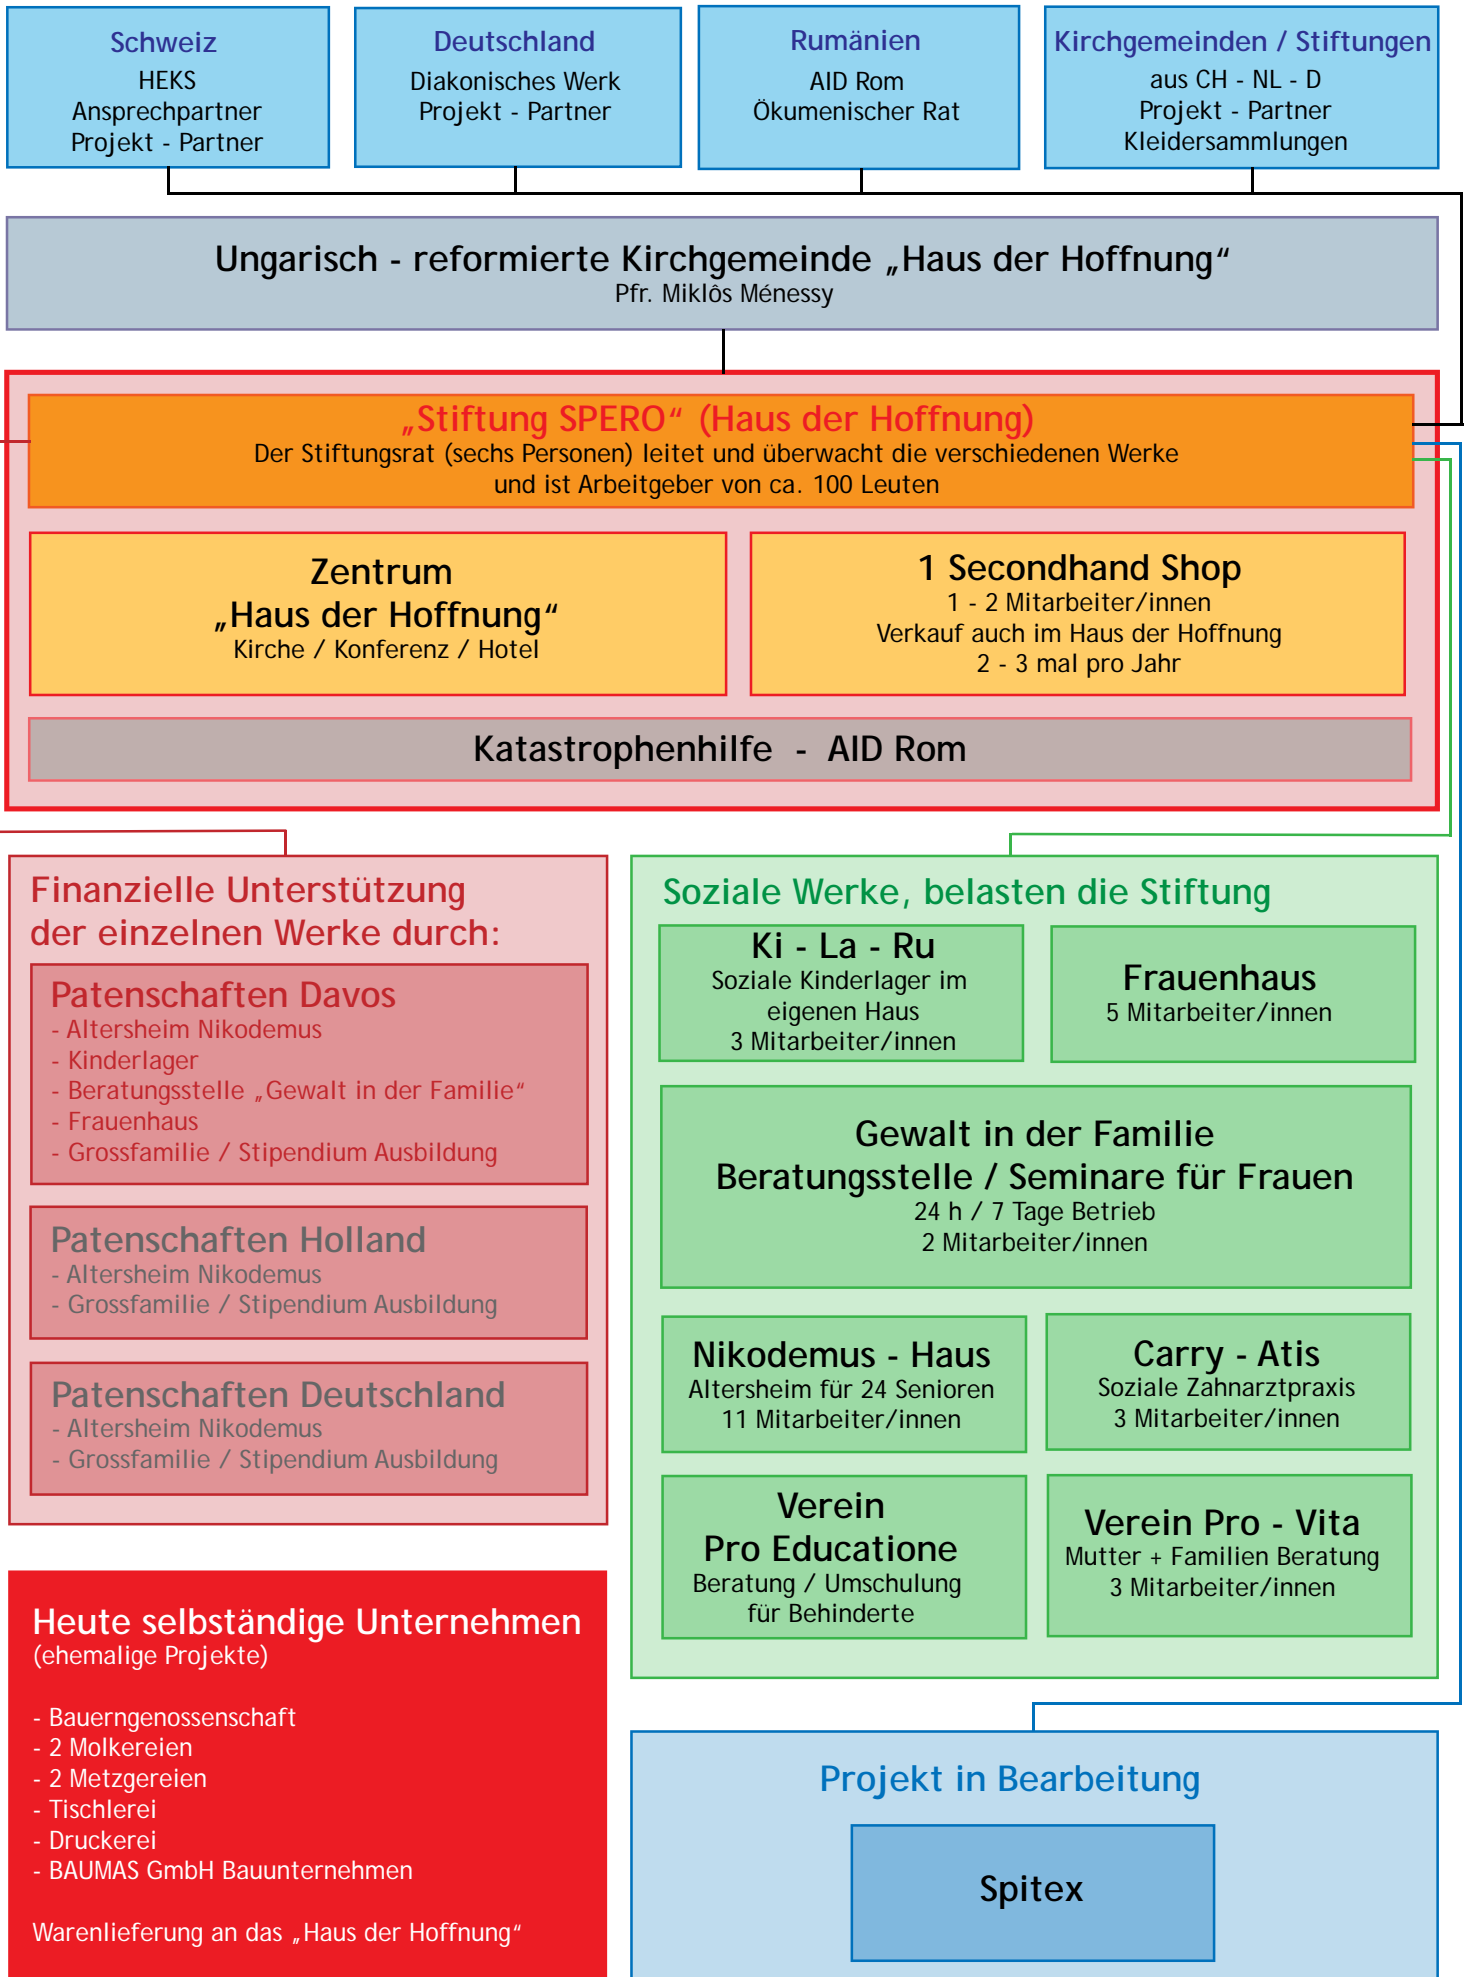 Schweiz
HEKS
Ansprechpartner
Projekt - Partner
Deutschland
Diakonisches Werk
Projekt - Partner
Rumänien
AID Rom
Ökumenischer Rat
Kirchgemeinden / Stiftungen
aus CH - NL - D
Projekt - Partner
Kleidersammlungen
Ungarisch - reformierte Kirchgemeinde „Haus der Hoffnung“
Pfr. Miklôs Ménessy
„Stiftung SPERO“ (Haus der Hoffnung)
Der Stiftungsrat (sechs Personen) leitet und überwacht die verschiedenen Werke
und ist Arbeitgeber von ca. 100 Leuten
Zentrum
„Haus der Hoffnung“
Kirche / Konferenz / Hotel
1 Secondhand Shop
1 - 2 Mitarbeiter/innen
Verkauf auch im Haus der Hoffnung
2 - 3 mal pro Jahr
Katastrophenhilfe - AID Rom
Finanzielle Unterstützung
der einzelnen Werke durch:
Patenschaften Davos
- Altersheim Nikodemus
- Kinderlager
- Beratungsstelle „Gewalt in der Familie“
- Frauenhaus
- Grossfamilie / Stipendium Ausbildung
Patenschaften Holland
- Altersheim Nikodemus
- Grossfamilie / Stipendium Ausbildung
Patenschaften Deutschland
- Altersheim Nikodemus
- Grossfamilie / Stipendium Ausbildung
Heute selbständige Unternehmen
(ehemalige Projekte)
- Bauerngenossenschaft
- 2 Molkereien
- 2 Metzgereien
- Tischlerei
- Druckerei
- BAUMAS GmbH Bauunternehmen
Warenlieferung an das „Haus der Hoffnung“
Soziale Werke, belasten die Stiftung
Ki - La - Ru
Soziale Kinderlager im
eigenen Haus
3 Mitarbeiter/innen
Frauenhaus
5 Mitarbeiter/innen
Gewalt in der Familie
Beratungsstelle / Seminare für Frauen
24 h / 7 Tage Betrieb
2 Mitarbeiter/innen
Nikodemus - Haus
Altersheim für 24 Senioren
11 Mitarbeiter/innen
Carry - Atis
Soziale Zahnarztpraxis
3 Mitarbeiter/innen
Verein
Pro Educatione
Beratung / Umschulung
für Behinderte
Verein Pro - Vita
Mutter + Familien Beratung
3 Mitarbeiter/innen
Projekt in Bearbeitung
Spitex